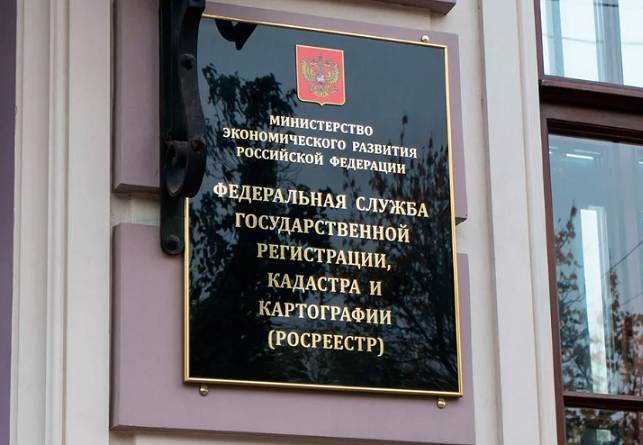 МИНИСТЕРСТВО
ЭКОНОМИЧЕСКОГО РАЗВИТИЯ
РОССИЙСКОЙ ФЕДЕРАЦИИ
ФЕДЕРАЛЬНАЯ СЛУЖБА
ГОСУДАРСТВЕННОЙ
РЕГИСТРАЦИИ,
КАДАСТРА И
КАРТОГРАФИИ
(РОСРЕЕСТР)